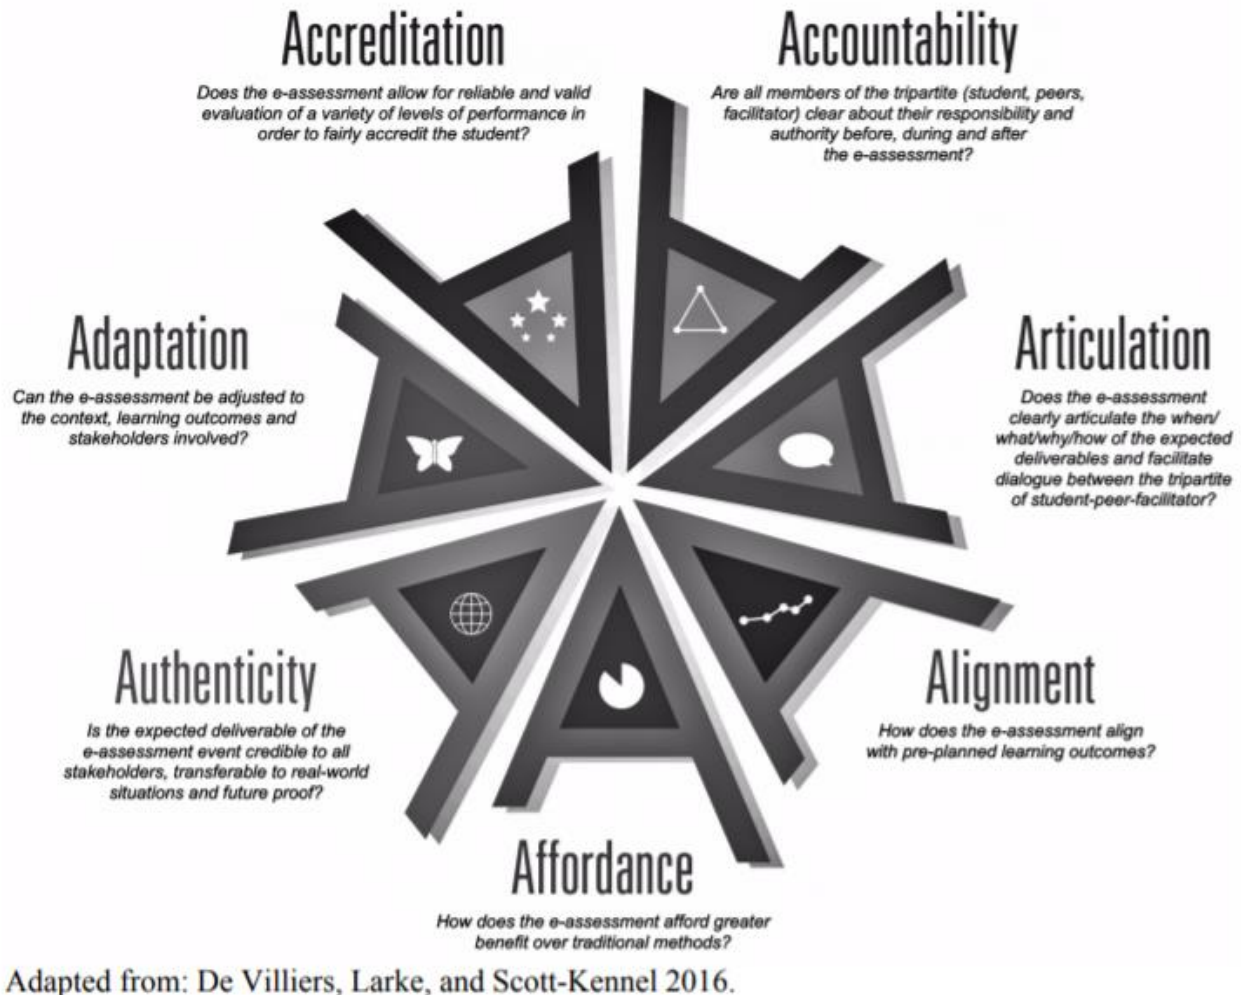 Accreditation
Does the e-assessment allow for reliable and valid
evaluation of a variety of levels of performance in
order to fairly accredit the student?
Accountability
Are all members of the tripartite (student, peers,
facilitator) clear about their responsibility and
authority before, during and after
the e-assessment?
Adaptation
Can the e-assessment be adjusted to
the context, learning outcomes and
stakeholders involved?
Articulation
Does the e-assessment
clearly articulate the when/
what/why/how of the expected
deliverables and facilitate
dialogue between the tripartite
of student-peer-facilitator?
Authenticity
Is the expected deliverable of the
e-assessment event credible to all
stakeholders, transferable to real-world
situations and future proof?
Alignment
How does the e-assessment align
with pre-planned learning outcomes?
Affordance
How does the e-assessment afford greater
benefit over traditional methods?
Adapted from: De Villiers, Larke, and Scott-Kennel 2016.